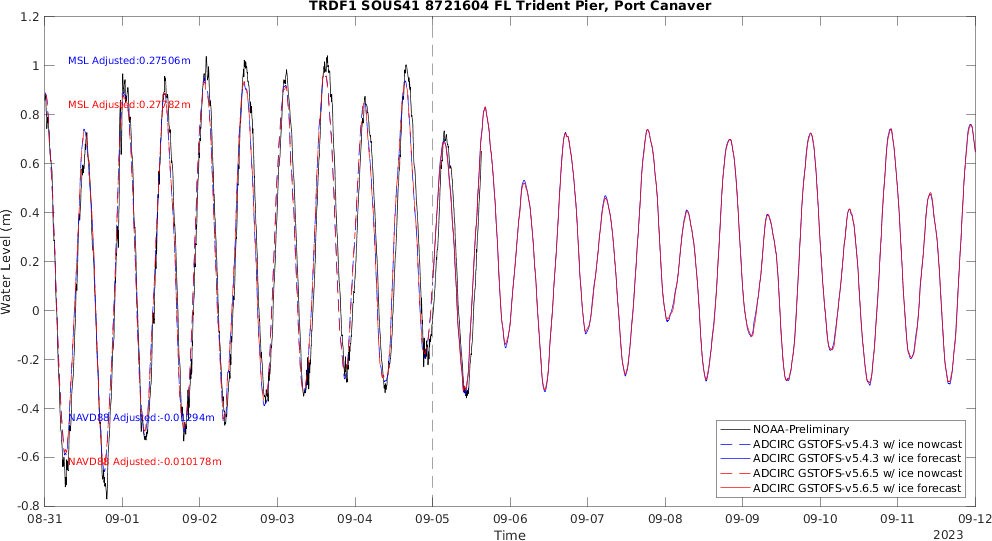 TRDF1 SOUS41 8721604 FL Trident Pier, Port Canaver
1.2
1
0.8
0.6
0.4
0.2
0
-0.2
-0.4
-0.6
-0.8
Water Level (m)
MSL Adjusted:0.27506m
MSL Adjusted:0.27782m
NAVD88 Adjusted:-0.01294m
NAVD88 Adjusted:-0.010178m
NOAA-Preliminary
ADCIRC GSTOFS-v5.4.3 w/ ice nowcast
ADCIRC GSTOFS-v5.4.3 w/ ice forecast
ADCIRC GSTOFS-v5.6.5 w/ ice nowcast
ADCIRC GSTOFS-v5.6.5 w/ ice forecast
08-31 09-01 09-02 09-03 09-04 09-05 09-06 09-07 09-08 09-09 09-10 09-11 09-12
Time
2023